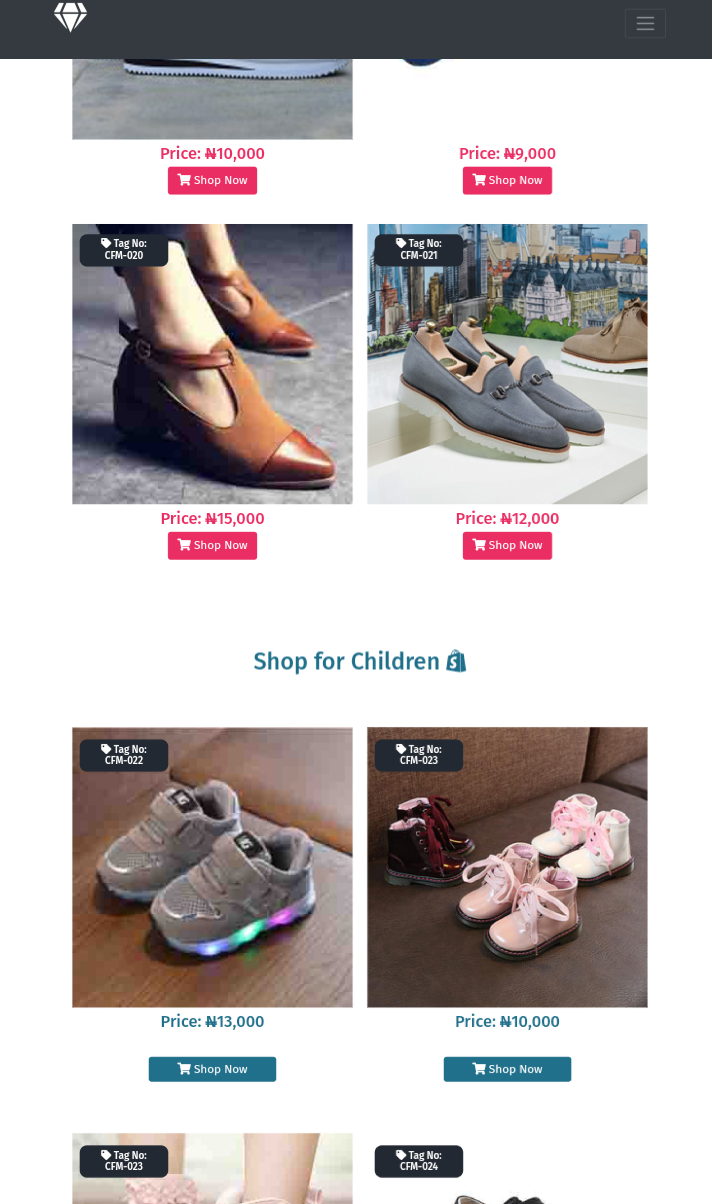 Price: ₦10,000
Shop Now
Price: ₦9,000
Shop Now
Tag No:
CFM-020
Tag No:
CFM-021
Price: ₦15,000
Shop Now
Price: ₦12,000
Shop Now
Shop for Children
Tag No:
CFM-022
Tag No:
CFM-023
Price: ₦13,000
Shop Now
Price: ₦10,000
Shop Now
Tag No:
CFM-023
Tag No:
CFM-024